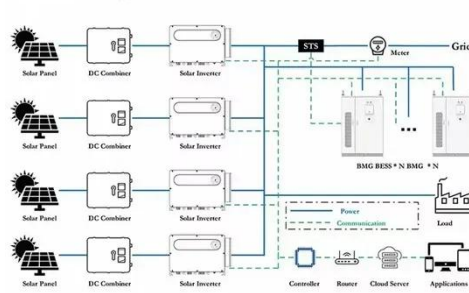 STS
Meter
Grid
Solar Panel DC Combiner Solar Inverter
Solar Panel DC Combiner Solar Inverter
BMG BESS * N BMG * N
Solar Panel DC Combiner Solar Inverter
Power
Communication
Load
Solar Panel DC Combiner Solar Inverter
Controller Router Cloud Server Applications